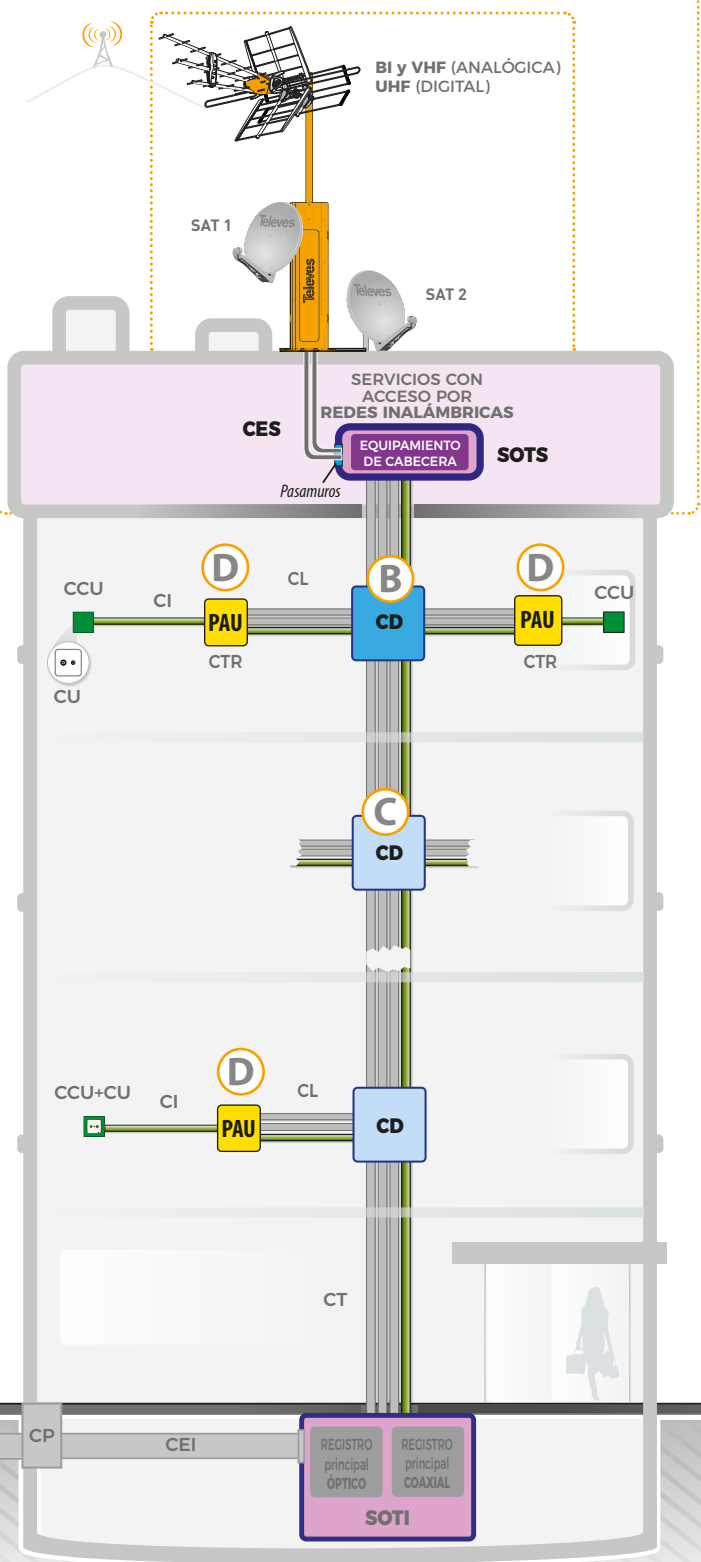 BI y VHF (ANALÓGICA)
UHF (DIGITAL)
SAT 1
Televes
Televes
Televes
SAT 2
SERVICIOS CON
ACCESO POR
REDES INALÁMBRICAS
CES
EQUIPAMIENTO
DE CABECERA
SOTS
Pasamuros
D
B
D
CCU
CI
CL
CCU
PAU
CD
PAU
CTR
CTR
CU
C
CD
D
CCU+CU
CI
CL
PAU
CD
CT
CP
CEI
REGISTRO
principal
ÓPTICO
REGISTRO
principal
COAXIAL
SOTI